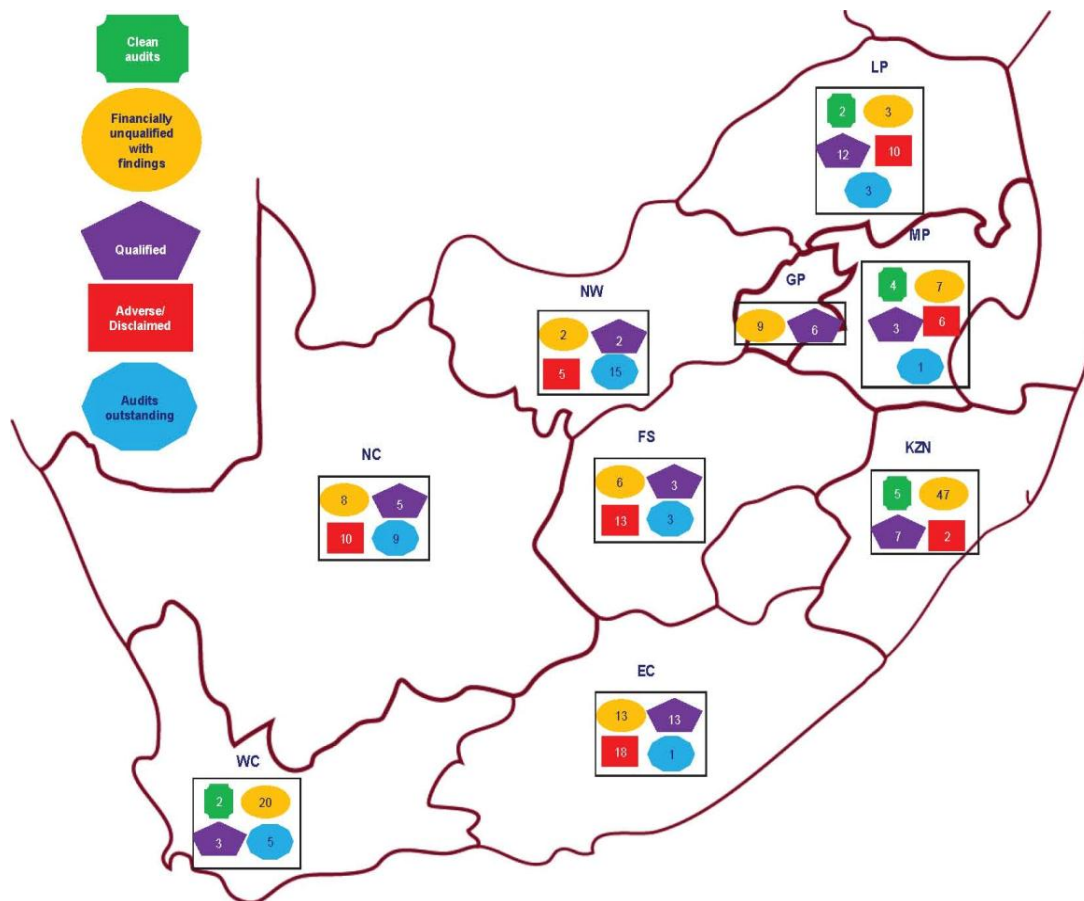 Clean
audits
Financially
unqualified
with
findings
Qualified
Adverse/
Disclaimed
Audits
outstanding
LP
2 3
12 10
3
MP
4 7
3 6
1
GP
9 6
NW
2 2
5 15
NC
8 5
10 9
FS
6 3
13 3
KZN
5 47
7 2
EC
13 13
18 1
WC
2 20
3 5